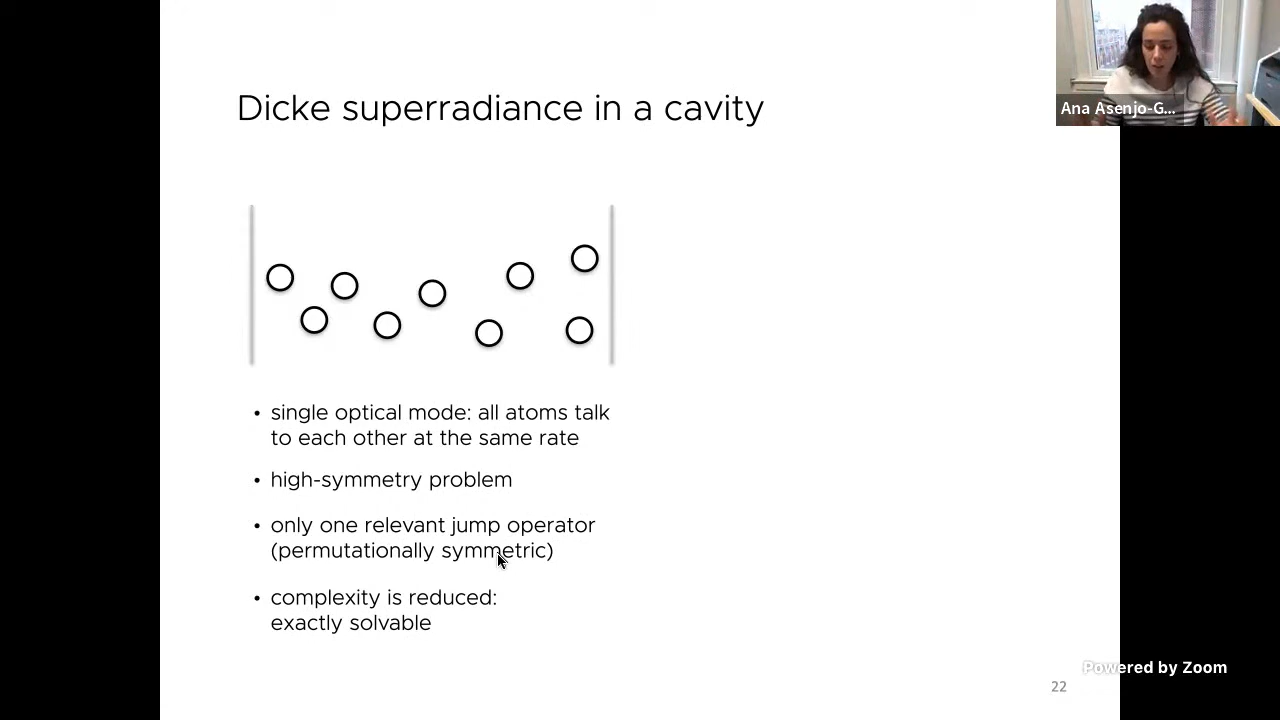 Dicke superradiance in a cavity
Ana Asenjo-G...
• single optical mode: all atoms talk
to each other at the same rate
• high-symmetry problem
• only one relevant jump operator
(permutationally symmetric)
• complexity is reduced:
exactly solvable
Powered by Zoom
22